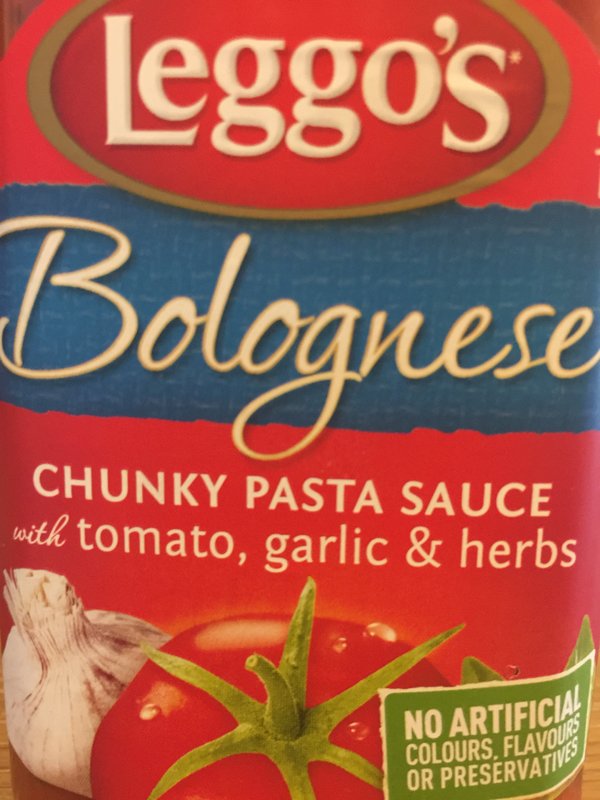 Leggo's*
Bolognese
CHUNKY PASTA SAUCE
with tomato, garlic & herbs
NO ARTIFICIAL
COLOURS, FLAVOURS
OR PRESERVATIVES